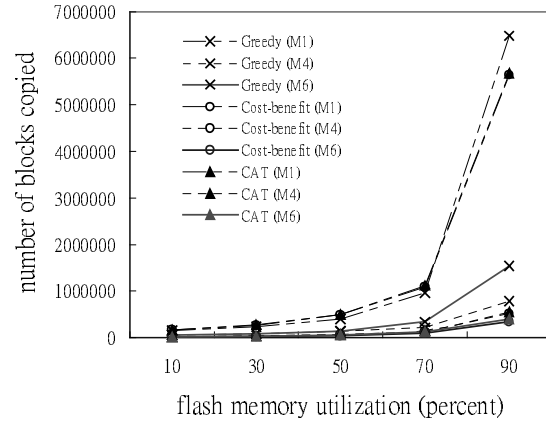 7000000
6000000
5000000
4000000
3000000
2000000
1000000
0
number of blocks copied
Greedy (M1)
Greedy (M4)
Greedy (M6)
Cost-benefit (M1)
Cost-benefit (M4)
Cost-benefit (M6)
CAT (M1)
CAT (M4)
CAT (M6)
10 30 50 70 90
flash memory utilization (percent)